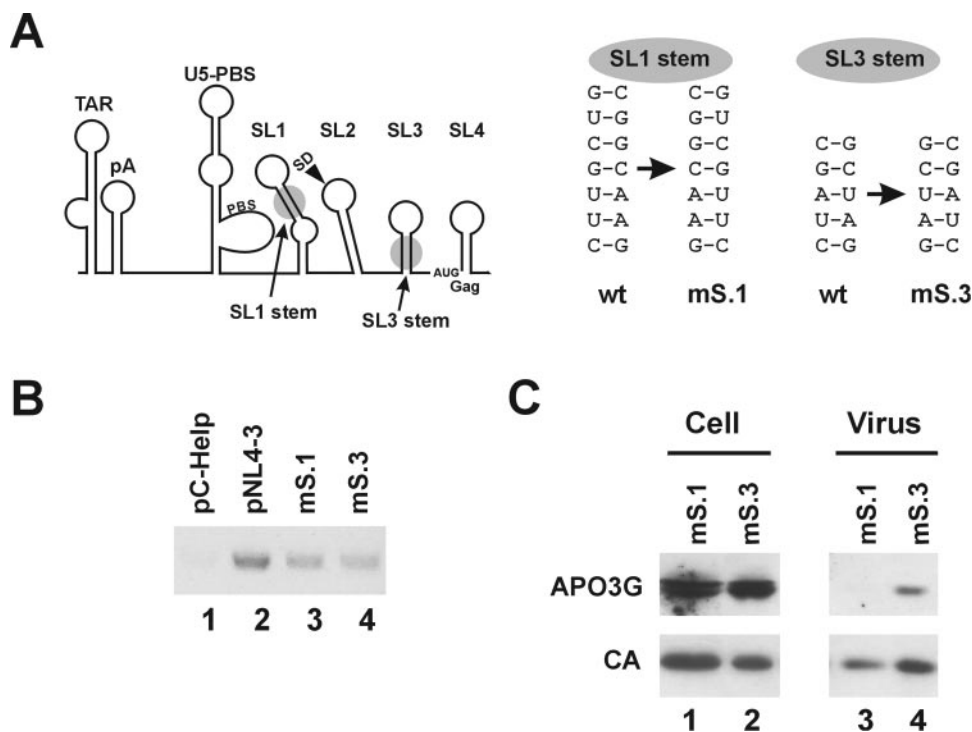 A
TAR
pA
U5-PBS
PBS
SL1
SL2
SL3
SL4
SD
AUG
Gag
SL1 stem
SL3 stem
SL1 stem
G-C
U-G
C-G
G-C
U-A
U-A
C-G
wt
C-G
G-U
G-C
C-G
A-U
A-U
G-C
mS.1
SL3 stem
C-G
G-C
A-U
U-A
C-G
wt
G-C
C-G
U-A
A-U
G-C
mS.3
B
pC-Help
pNL4-3
mS.1
mS.3
1 2 3 4
C
Cell
Virus
mS.1
mS.3
mS.1
mS.3
APO3G
CA
1 2 3 4